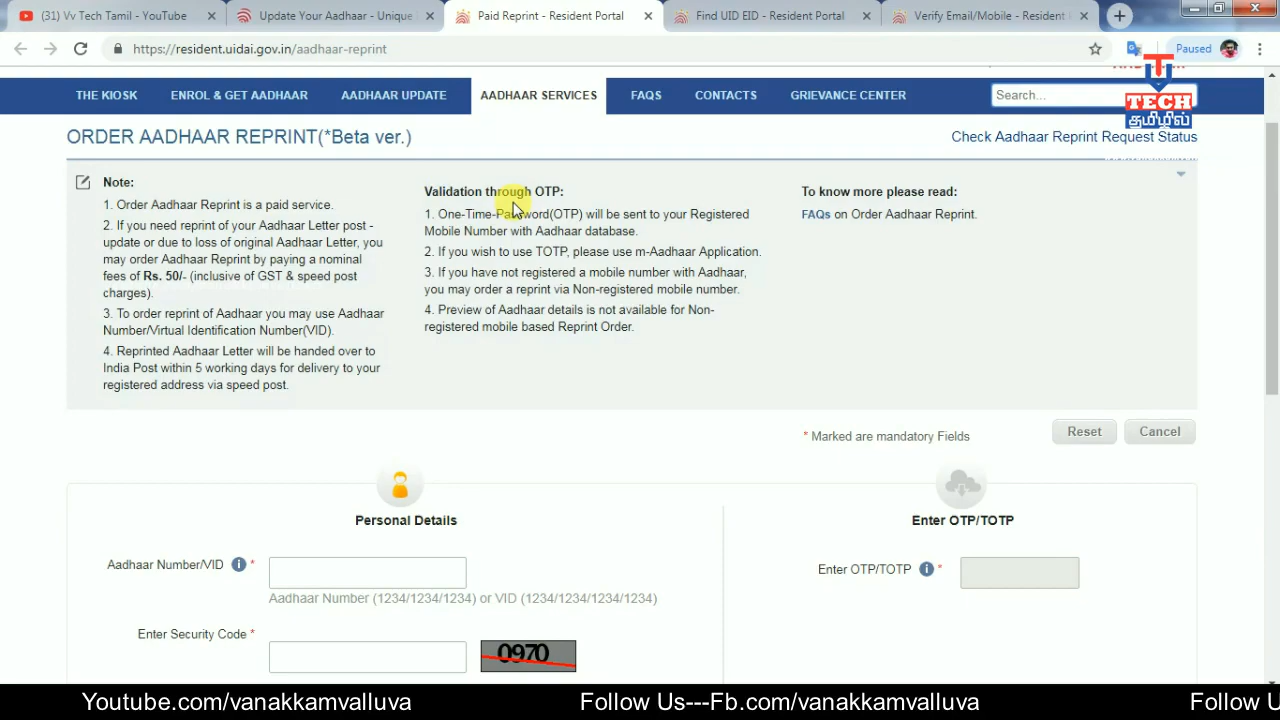 (31) Vv Tech Tamil - YouTube
Update Your Aadhaar - Unique
Paid Reprint - Resident Portal
Find UID EID - Resident Portal
Verify Email/Mobile - Resident
https://resident.uidai.gov.in/aadhaar-reprint
Paused
THE KIOSK
ENROL & GET AADHAAR
AADHAAR UPDATE
AADHAAR SERVICES
FAQS
CONTACTS
GRIEVANCE CENTER
Search...
TECH
தமிழில்
ORDER AADHAAR REPRINT(*Beta ver.)
Check Aadhaar Reprint Request Status
Note:
1. Order Aadhaar Reprint is a paid service.
2. If you need reprint of your Aadhaar Letter post -
update or due to loss of original Aadhaar Letter, you
may order Aadhaar Reprint by paying a nominal
fees of Rs. 50/- (inclusive of GST & speed post
charges).
3. To order reprint of Aadhaar you may use Aadhaar
Number/Virtual Identification Number(VID).
4. Reprinted Aadhaar Letter will be handed over to
India Post within 5 working days for delivery to your
registered address via speed post.
Validation through OTP:
1. One-Time-Password(OTP) will be sent to your Registered
Mobile Number with Aadhaar database.
2. If you wish to use TOTP, please use m-Aadhaar Application.
3. If you have not registered a mobile number with Aadhaar,
you may order a reprint via Non-registered mobile number.
4. Preview of Aadhaar details is not available for Non-
registered mobile based Reprint Order.
To know more please read:
FAQs on Order Aadhaar Reprint.
* Marked are mandatory Fields
Reset
Cancel
Personal Details
Enter OTP/TOTP
Aadhaar Number/VID *
Aadhaar Number (1234/1234/1234) or VID (1234/1234/1234/1234)
Enter OTP/TOTP *
Enter Security Code *
0970
Youtube.com/vanakkamvalluva
Follow Us---Fb.com/vanakkamvalluva
Follow U